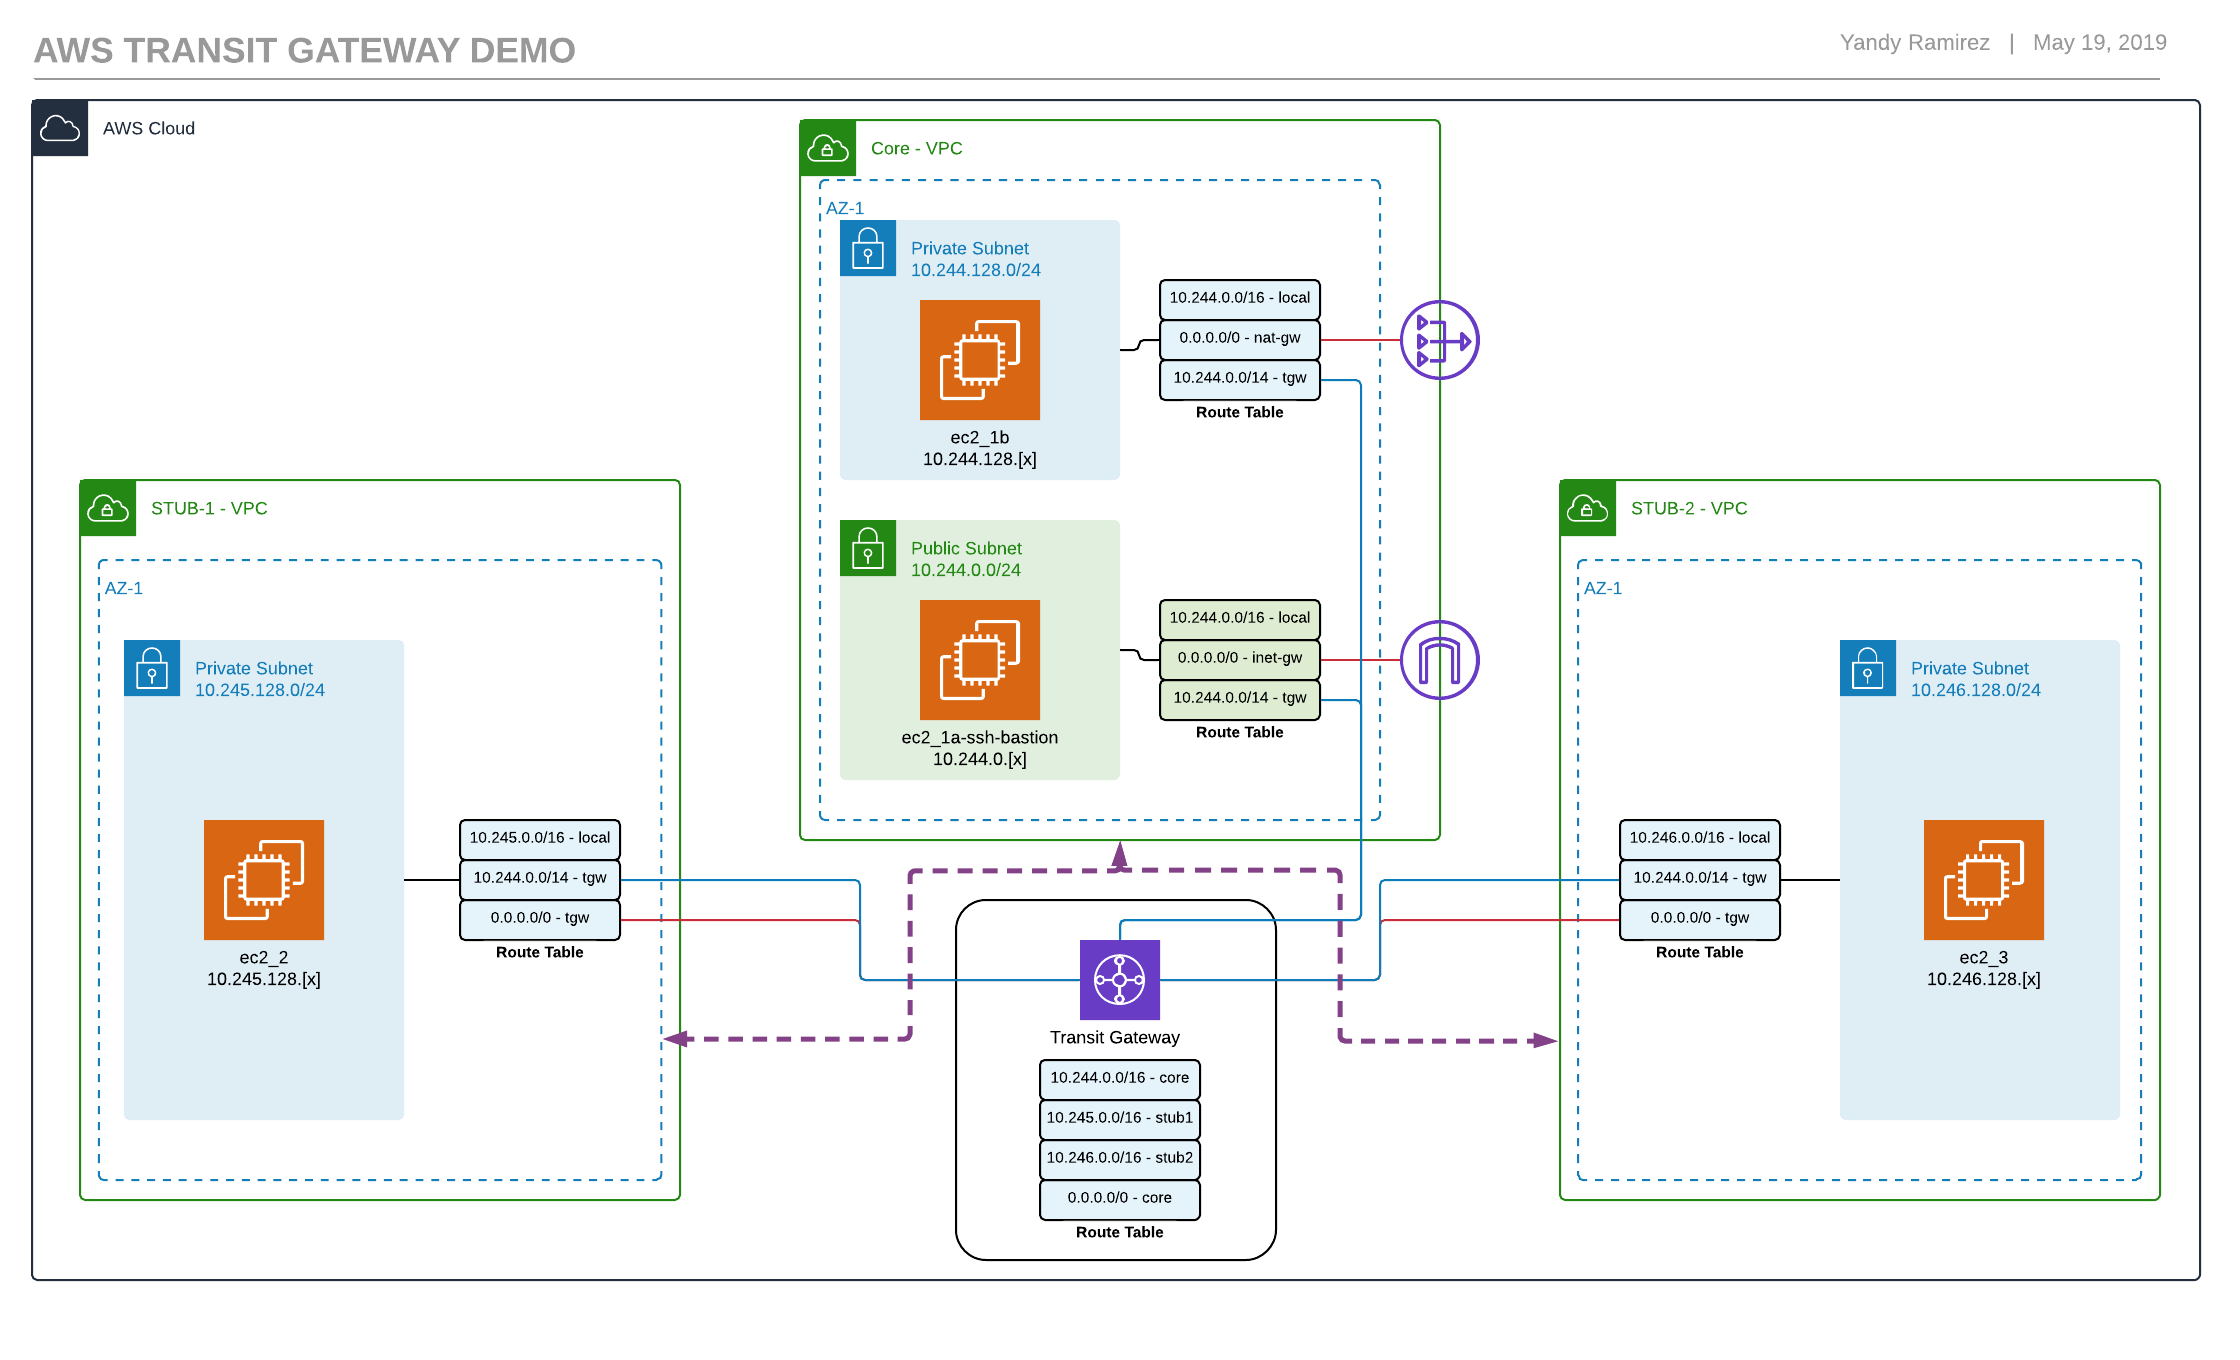 AWS TRANSIT GATEWAY DEMO
Yandy Ramirez | May 19, 2019
AWS Cloud
Core - VPC
AZ-1
Private Subnet
10.244.128.0/24
ec2_1b
10.244.128.[x]
10.244.0.0/16 - local
0.0.0.0/0 - nat-gw
10.244.0.0/14 - tgw
Route Table
Public Subnet
10.244.0.0/24
ec2_1a-ssh-bastion
10.244.0.[x]
10.244.0.0/16 - local
0.0.0.0/0 - inet-gw
10.244.0.0/14 - tgw
Route Table
STUB-1 - VPC
AZ-1
Private Subnet
10.245.128.0/24
ec2_2
10.245.128.[x]
10.245.0.0/16 - local
10.244.0.0/14 - tgw
0.0.0.0/0 - tgw
Route Table
Transit Gateway
10.244.0.0/16 - core
10.245.0.0/16 - stub1
10.246.0.0/16 - stub2
0.0.0.0/0 - core
Route Table
STUB-2 - VPC
AZ-1
10.246.0.0/16 - local
10.244.0.0/14 - tgw
0.0.0.0/0 - tgw
Route Table
Private Subnet
10.246.128.0/24
ec2_3
10.246.128.[x]